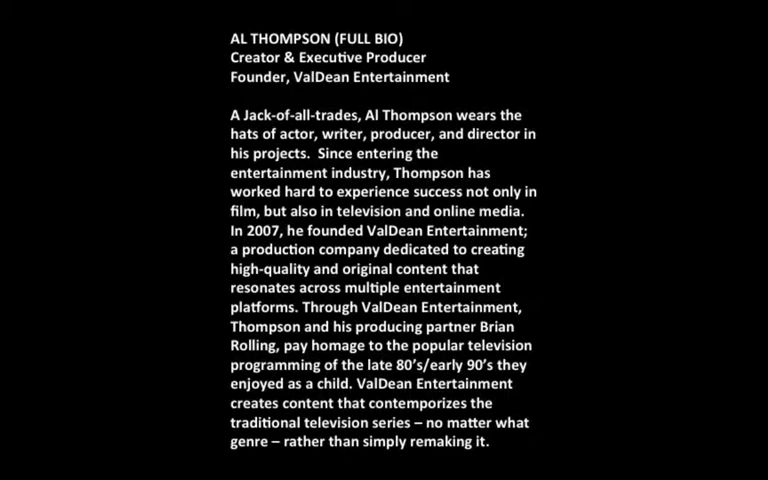 AL THOMPSON (FULL BIO)
Creator & Executive Producer
Founder, ValDean Entertainment
A Jack-of-all-trades, Al Thompson wears the
hats of actor, writer, producer, and director in
his projects.  Since entering the
entertainment industry, Thompson has
worked hard to experience success not only in
film, but also in television and online media.
In 2007, he founded ValDean Entertainment;
a production company dedicated to creating
high-quality and original content that
resonates across multiple entertainment
platforms. Through ValDean Entertainment,
Thompson and his producing partner Brian
Rolling, pay homage to the popular television
programming of the late 80’s/early 90’s they
enjoyed as a child. ValDean Entertainment
creates content that contemporizes the
traditional television series – no matter what
genre – rather than simply remaking it.